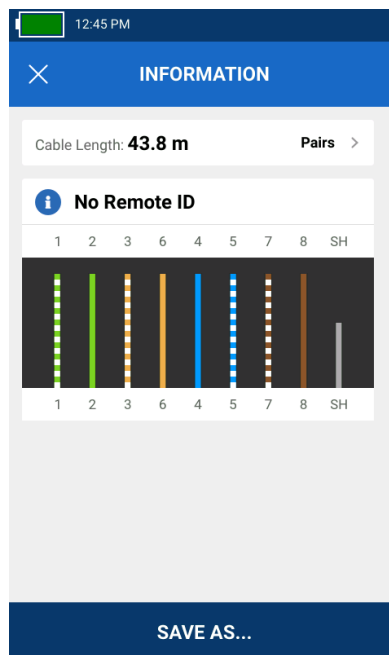 12:45 PM
INFORMATION
Cable Length: 43.8 m Pairs >
i No Remote ID
1 2 3 6 4 5 7 8 SH
1 2 3 6 4 5 7 8 SH
SAVE AS...